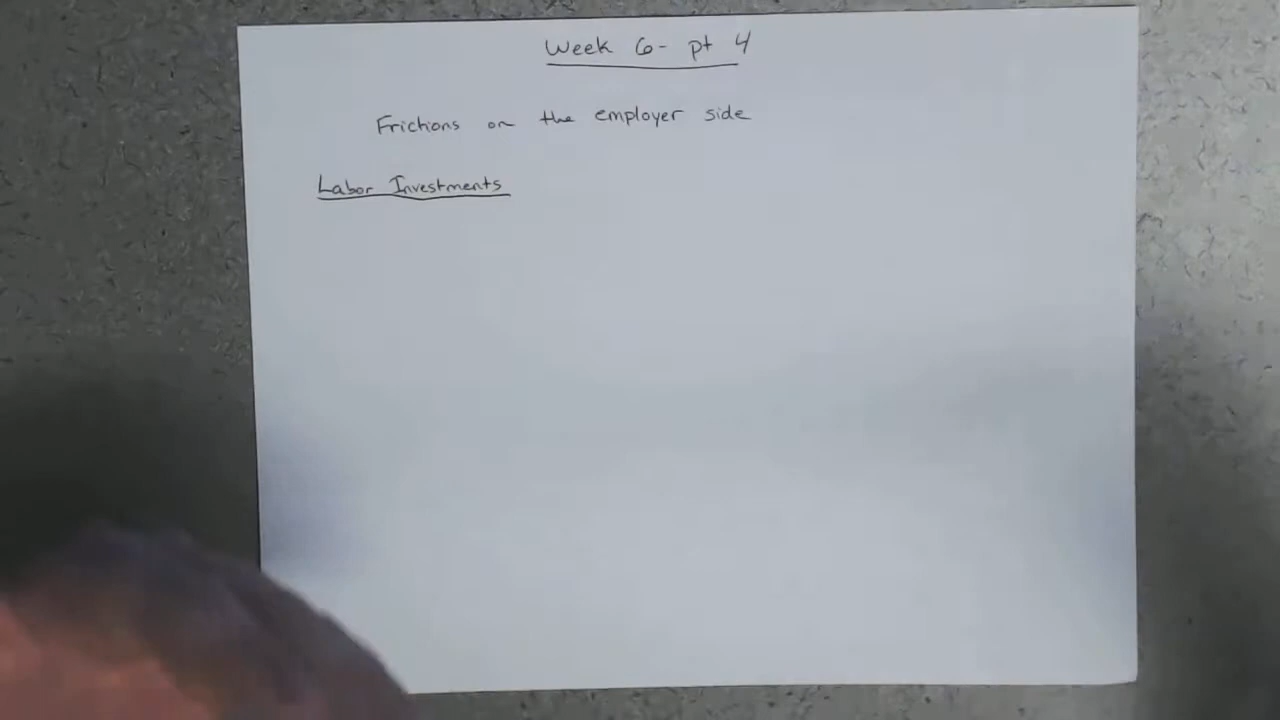 Week 6- pt 4
Frictions on the employer side
Labor Investments